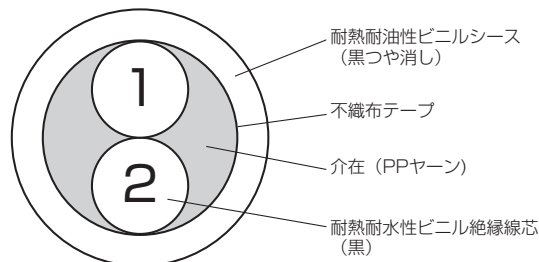 耐熱耐油性ビニルシース
（黒つや消し）
不織布テープ
介在（PPヤーン）
耐熱耐水性ビニル絶縁線芯
（黒）
1
2